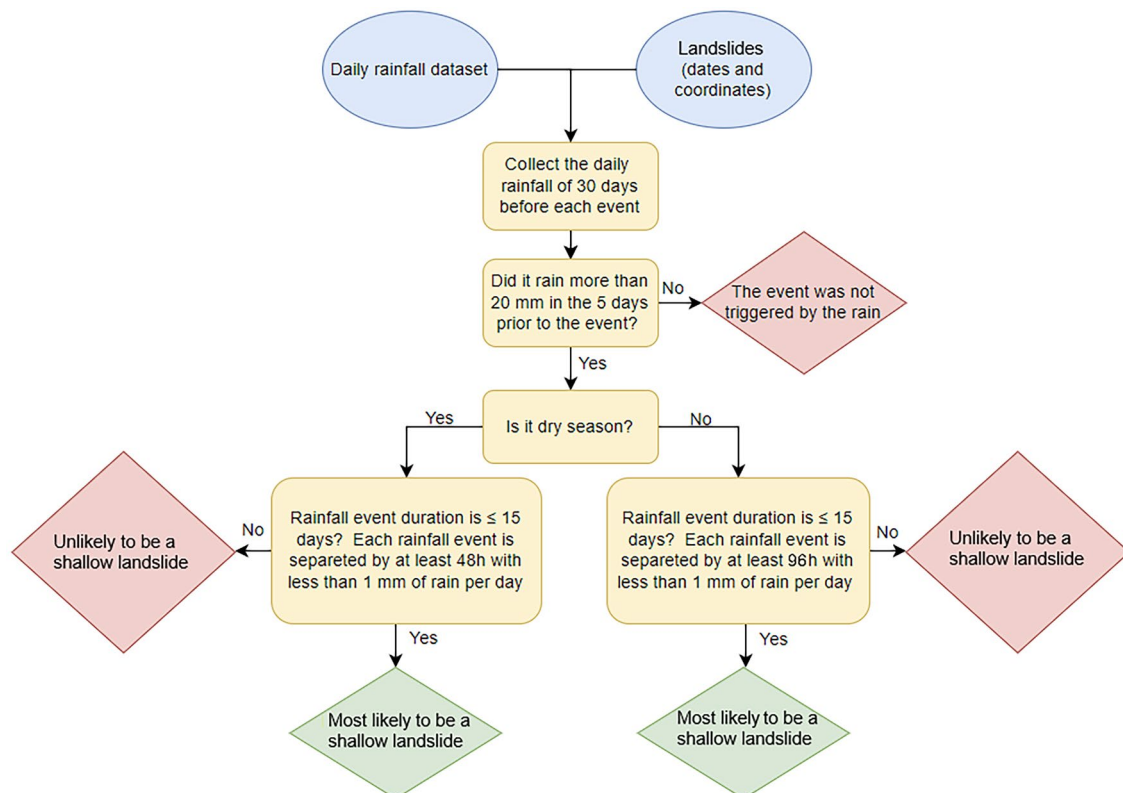 Daily rainfall dataset
Landslides
(dates and
coordinates)
Collect the daily
rainfall of 30 days
before each event
Did it rain more than
20 mm in the 5 days
prior to the event?
No
The event was not
triggered by the rain
Yes
Is it dry season?
Yes
No
Unlikely to be a
shallow landslide
No
Rainfall event duration is ≤ 15
days? Each rainfall event is
separeted by at least 48h with
less than 1 mm of rain per day
Rainfall event duration is ≤ 15
days? Each rainfall event is
separeted by at least 96h with
less than 1 mm of rain per day
No
Unlikely to be a
shallow landslide
Yes
Yes
Most likely to be a
shallow landslide
Most likely to be a
shallow landslide